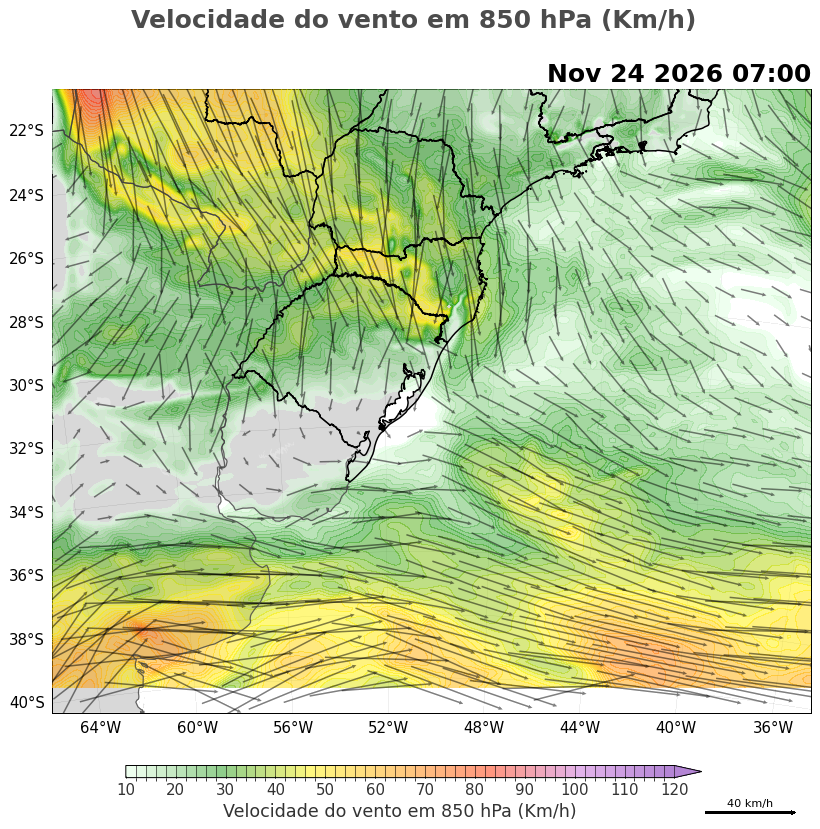 Velocidade do vento em 850 hPa (Km/h)
Nov 24 2026 07:00
22°S
24°S
26°S
28°S
30°S
32°S
34°S
36°S
38°S
40°S
64°W 60°W 56°W 52°W 48°W 44°W 40°W 36°W
10 20 30 40 50 60 70 80 90 100 110 120
Velocidade do vento em 850 hPa (Km/h)
40 km/h